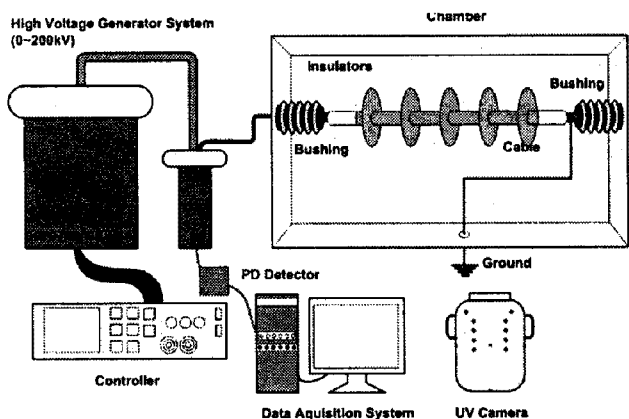 High Voltage Generator System
(0~200kV)
Chamber
Insulators
Bushing
Bushing
Cable
PD Detector
Ground
Controller
Data Aquisition System
UV Camera